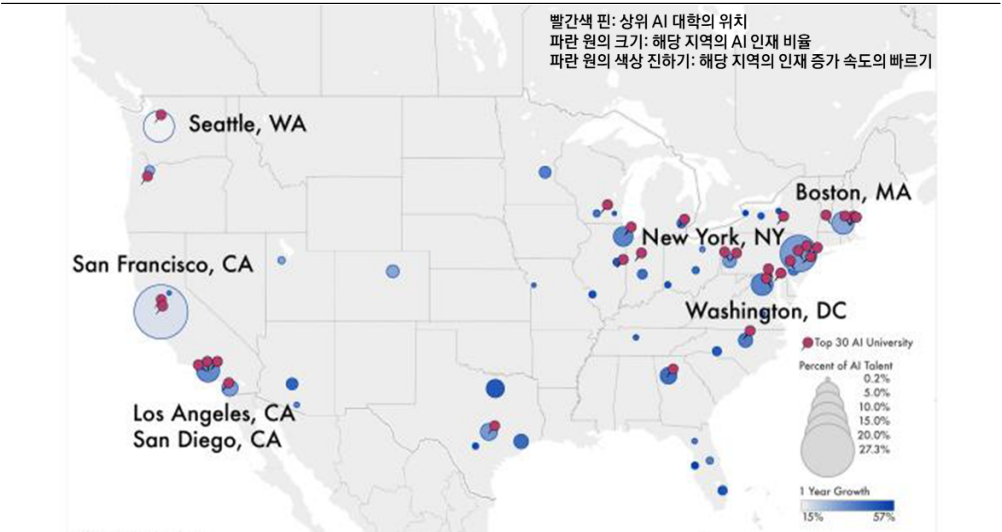 빨간색 핀: 상위 AI 대학의 위치
파란 원의 크기: 해당 지역의 AI 인재 비율
파란 원의 색상 진하기: 해당 지역의 인재 증가 속도의 빠르기
Seattle, WA
Boston, MA
New York, NY
San Francisco, CA
Washington, DC
Top 30 AI University
Percent of AI Talent
0.2%
5.0%
10.0%
15.0%
20.0%
27.3%
Los Angeles, CA
San Diego, CA
1 Year Growth
15% 57%